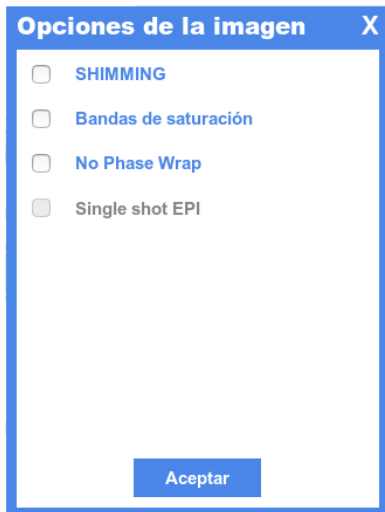 Opciones de la imagen X
SHIMMING
Bandas de saturación
No Phase Wrap
Single shot EPI
Aceptar